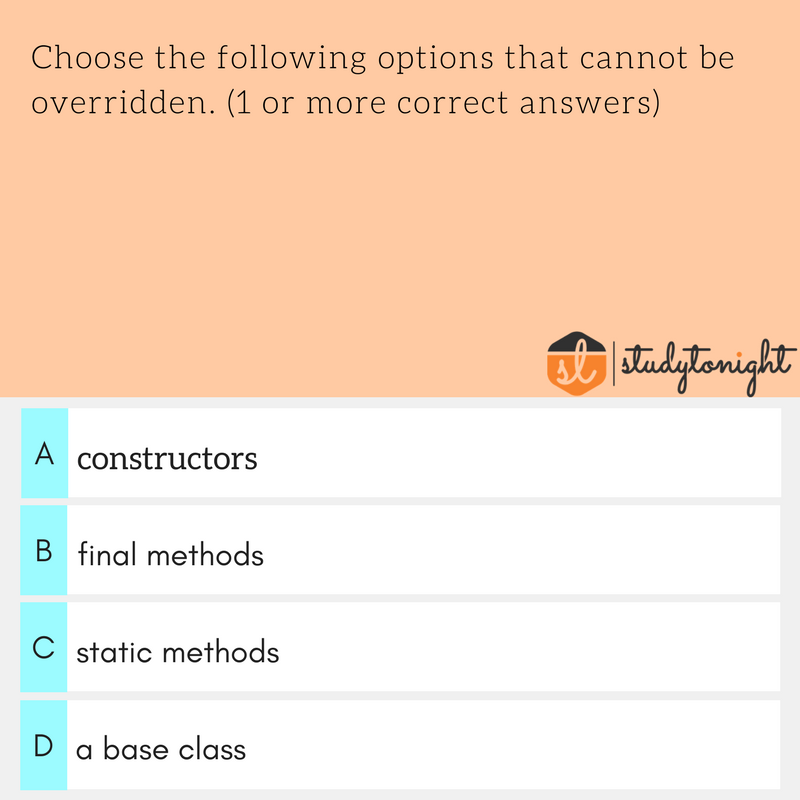 Choose the following options that cannot be
overridden. (1 or more correct answers)
sl studytonight
A constructors
B final methods
C static methods
D a base class